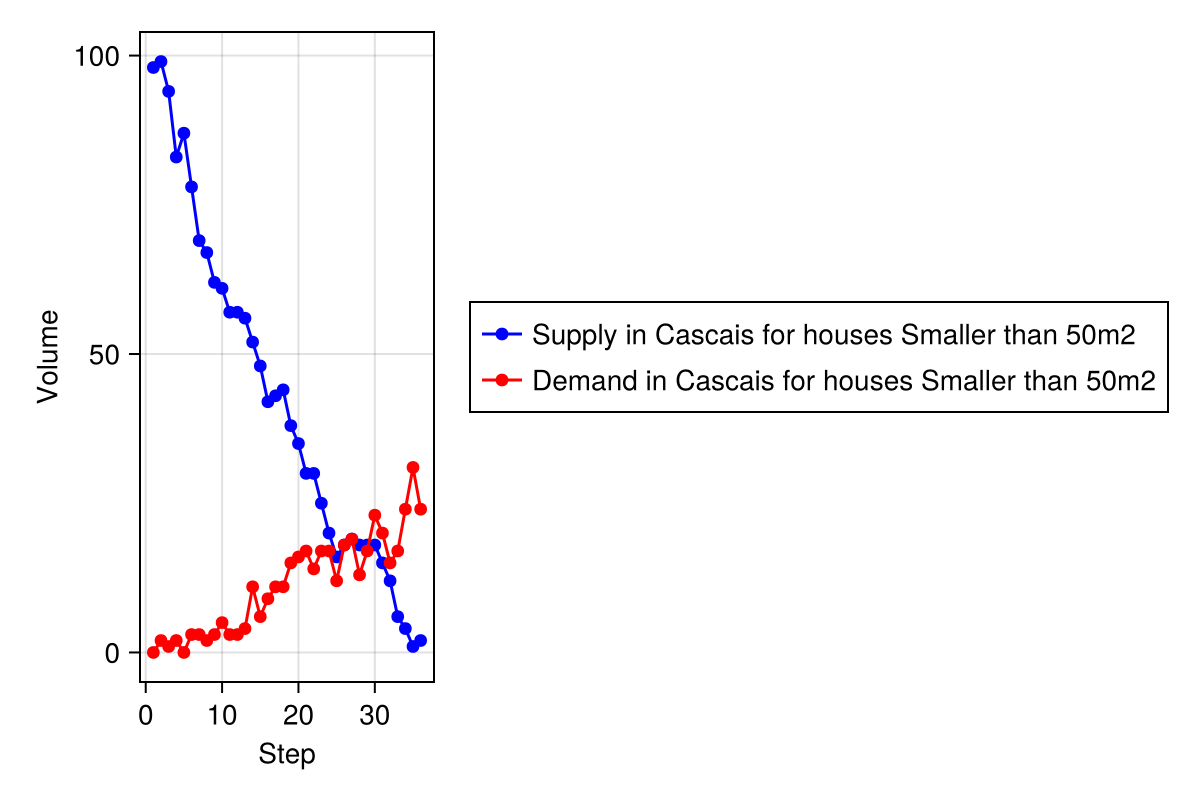 100
50
0
Volume
0 10 20 30
Step
Supply in Cascais for houses Smaller than 50m2
Demand in Cascais for houses Smaller than 50m2